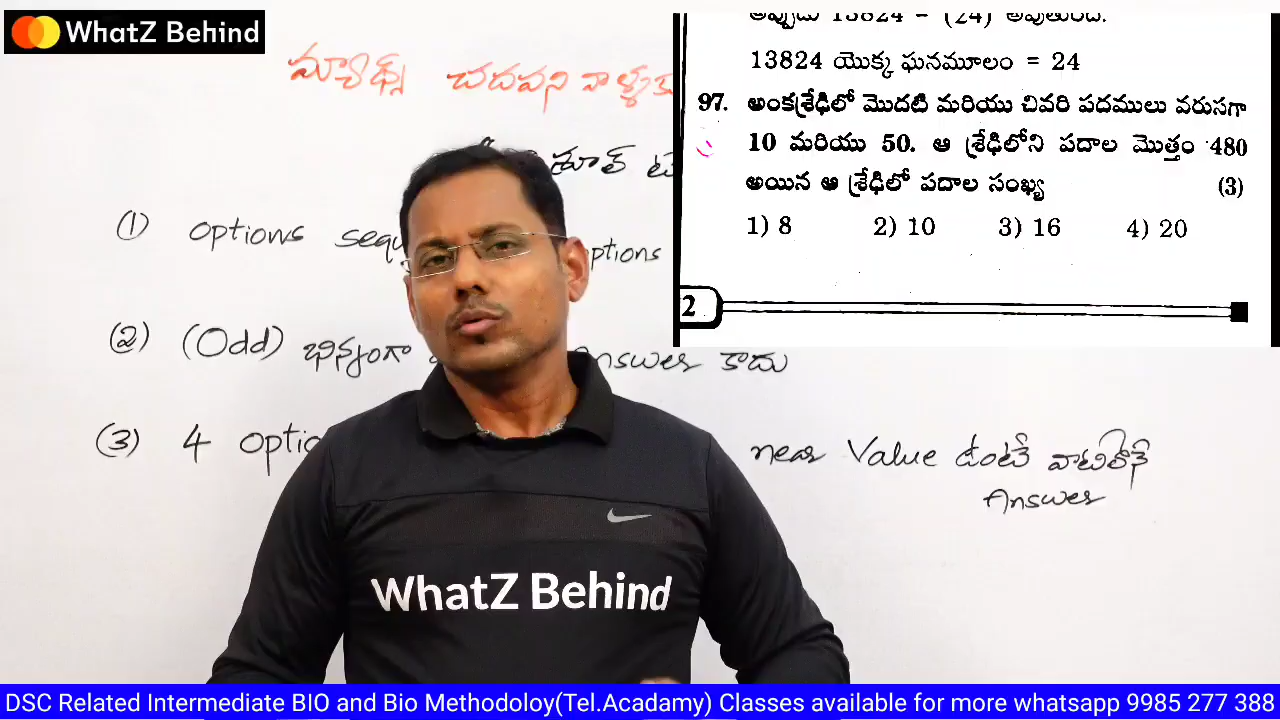 WhatZ Behind
మ్యాథ్స్ చదవని వాళ్ళకు
(1) options
options
(2) (Odd) భిన్నంగా
Answer కాదు
(3) 4
near Value ఉంటే వాటిలోనే
Answer
13824 = (24) అవుతుంది.
13824 యొక్క ఘనమూలం = 24
97. అంకశ్రేఢిలో మొదటి మరియు చివరి పదములు వరుసగా
10 మరియు 50. ఆ శ్రేఢిలోని పదాల మొత్తం 480
అయిన ఆ శ్రేఢిలో పదాల సంఖ్య (3)
1) 8 2) 10 3) 16 4) 20
2
WhatZ Behind
DSC Related Intermediate BIO and Bio Methodoloy(Tel.Acadamy) Classes available for more whatsapp 9985 277 388